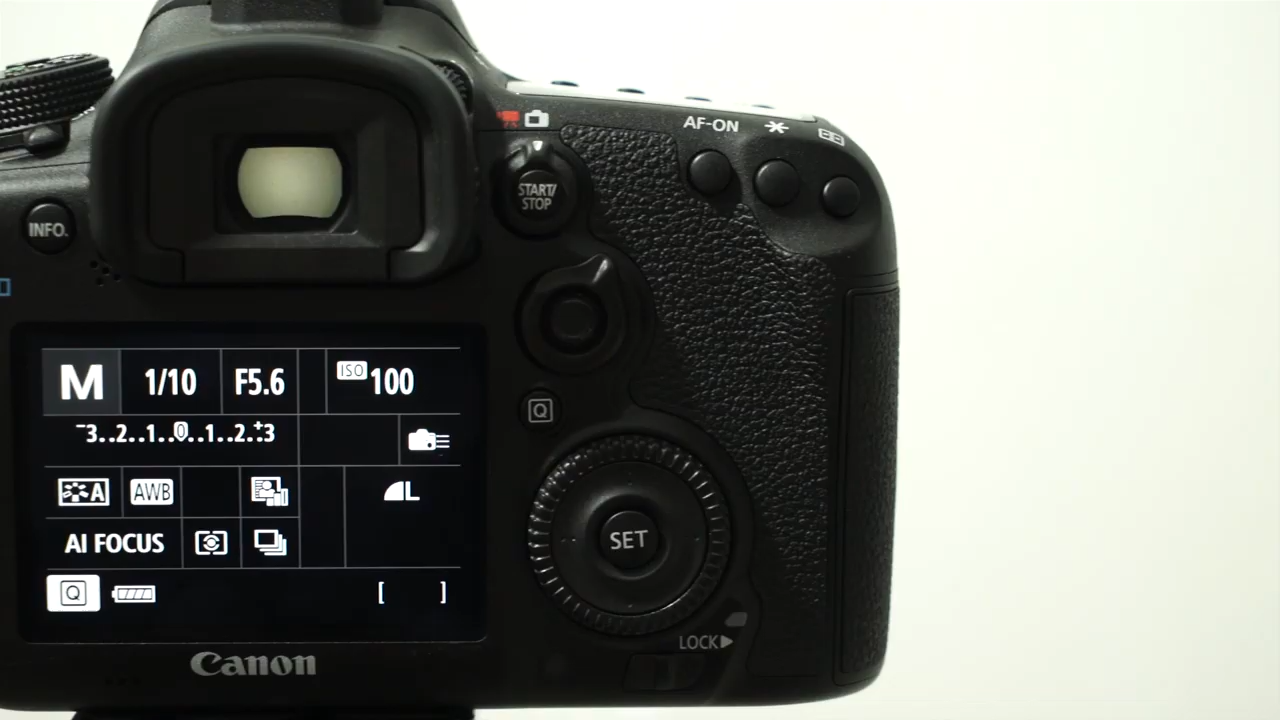 AF-ON
START/
STOP
INFO.
M 1/10 F5.6 ISO 100
-3..2..1..0..1..2.:+3
A AWB L
AI FOCUS
SET
Q
Q [ ]
LOCK
Canon